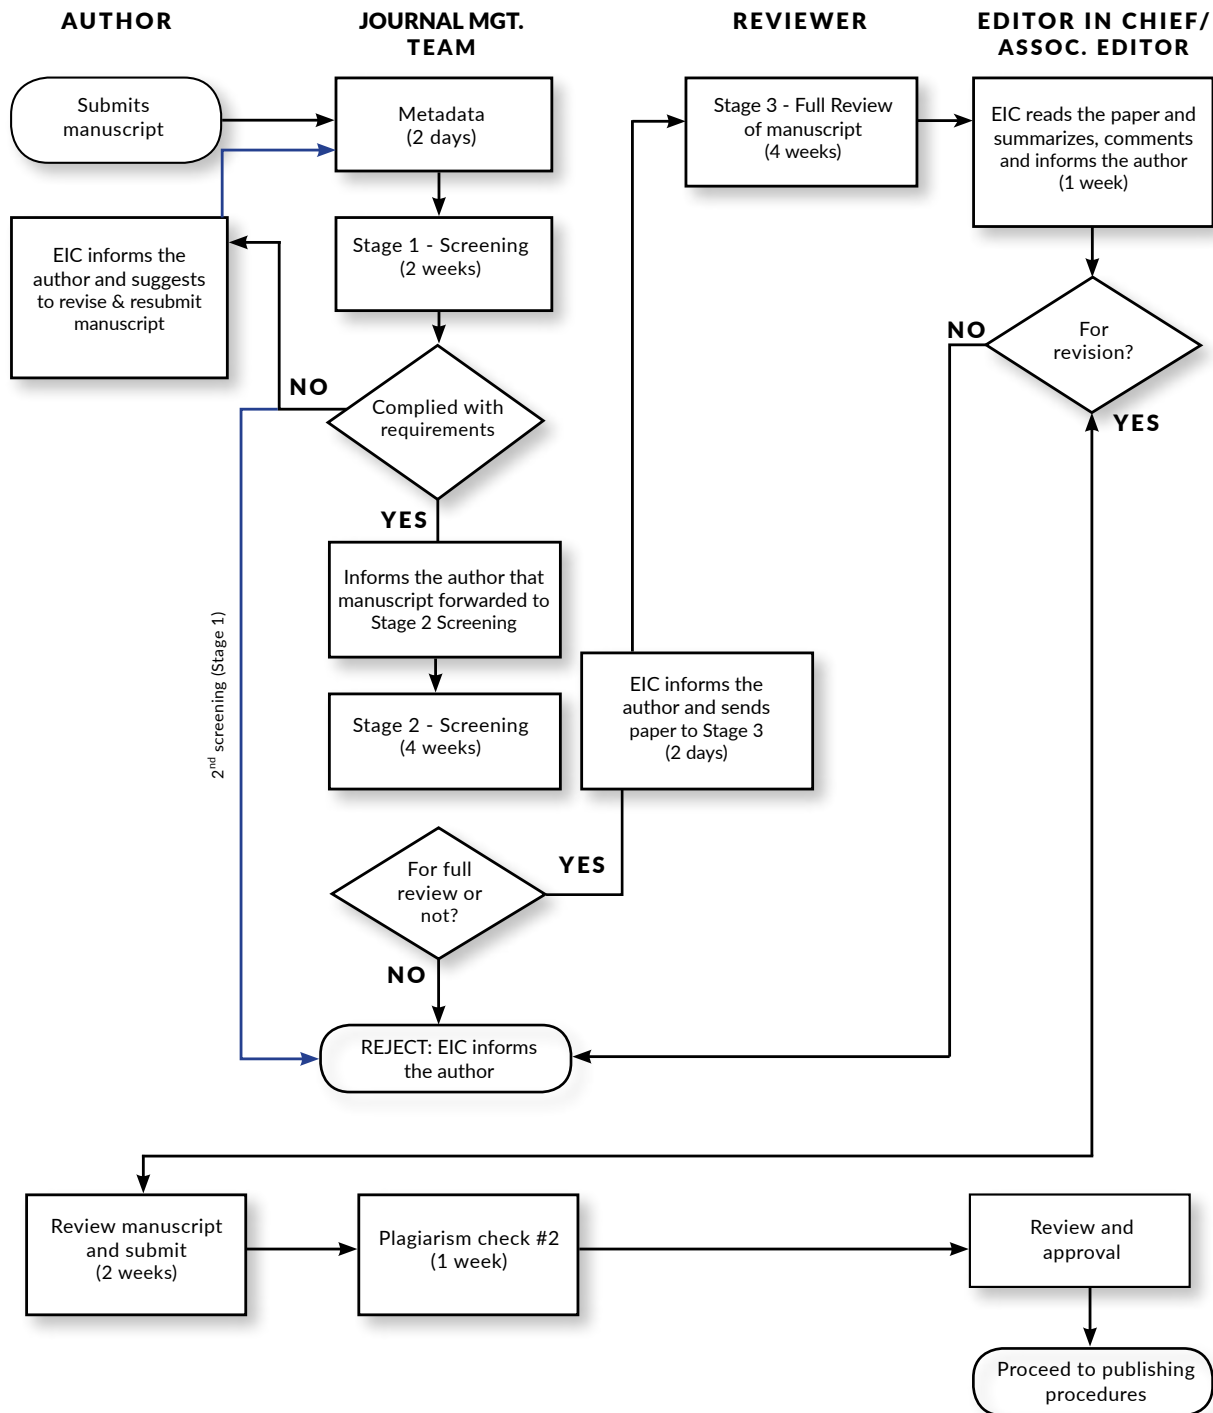 AUTHOR
JOURNAL MGT.
TEAM
REVIEWER
EDITOR IN CHIEF/
ASSOC. EDITOR
Submits
manuscript
Metadata
(2 days)
Stage 3 - Full Review
of manuscript
(4 weeks)
EIC reads the paper and
summarizes, comments
and informs the author
(1 week)
EIC informs the
author and suggests
to revise & resubmit
manuscript
Stage 1 - Screening
(2 weeks)
NO
For
revision?
YES
NO
Complied with
requirements
YES
Informs the author that
manuscript forwarded to
Stage 2 Screening
2nd screening (Stage 1)
Stage 2 - Screening
(4 weeks)
EIC informs the
author and sends
paper to Stage 3
(2 days)
For full
review or
not?
YES
NO
REJECT: EIC informs
the author
Review manuscript
and submit
(2 weeks)
Plagiarism check #2
(1 week)
Review and
approval
Proceed to publishing
procedures